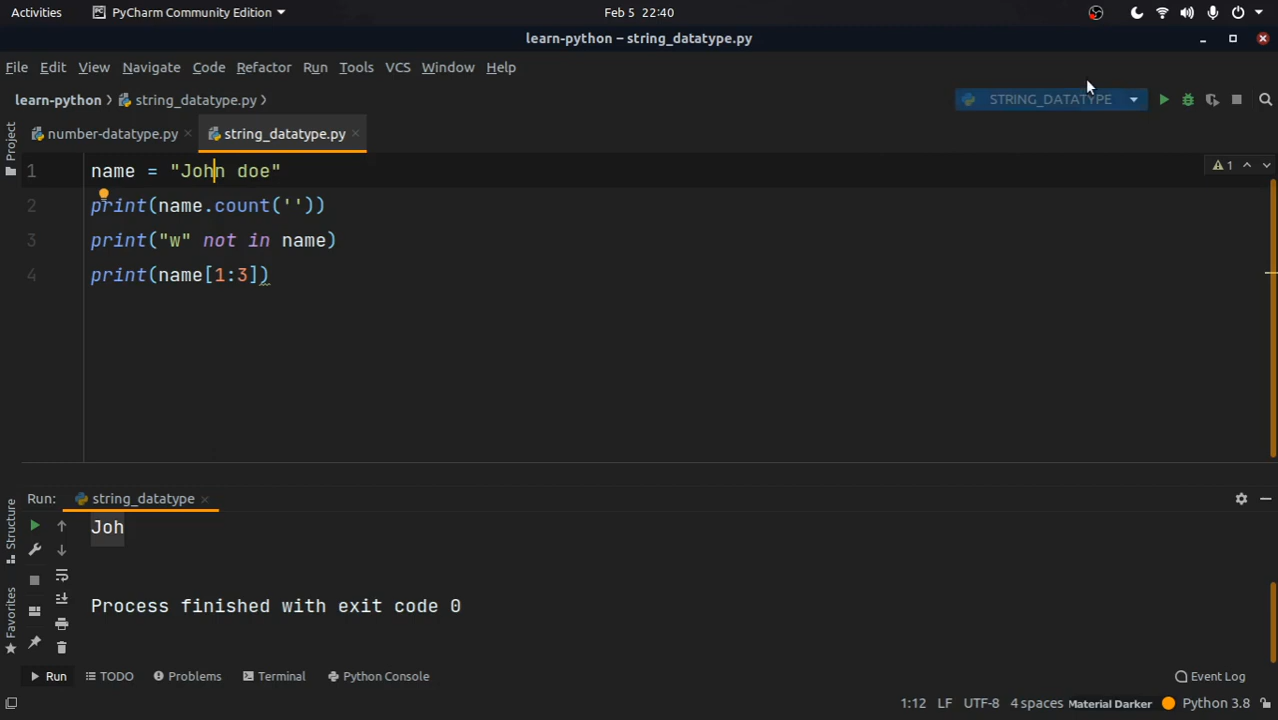 Activities PyCharm Community Edition Feb 5 22:40
learn-python – string_datatype.py
File Edit View Navigate Code Refactor Run Tools VCS Window Help
learn-python string_datatype.py STRING_DATATYPE
Project
number-datatype.py string_datatype.py
1 name = "John doe" 1
2 print(name.count(''))
3 print("w" not in name)
4 print(name[1:3])
Run: string_datatype
Structure
Joh
Favorites
Process finished with exit code 0
Run TODO Problems Terminal Python Console Event Log
1:12 LF UTF-8 4 spaces Material Darker Python 3.8